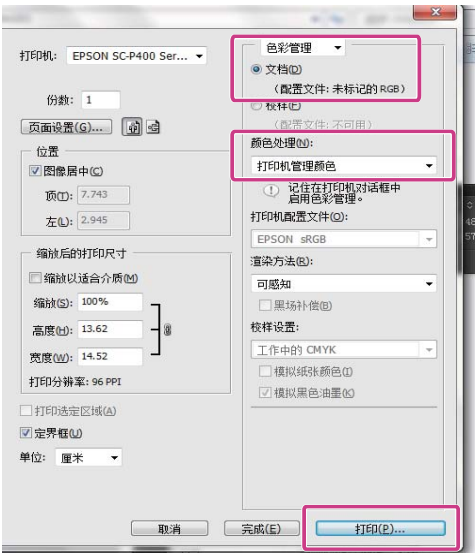 打印机: EPSON SC-P400 Ser...
份数: 1
页面设置(G)...
位置
图像居中(C)
顶(T): 7.743
左(L): 2.945
缩放后的打印尺寸
缩放以适合介质(M)
缩放(S): 100%
高度(H): 13.62
宽度(W): 14.52
打印分辨率: 96 PPI
打印选定区域(A)
定界框(U)
单位: 厘米
色彩管理
文档(D)
(配置文件: 未标记的 RGB)
校样(E)
(配置文件: 不可用)
颜色处理(N):
打印机管理颜色
记住在打印机对话框中
启用色彩管理。
打印机配置文件(O):
EPSON sRGB
渲染方法(R):
可感知
黑场补偿(B)
校样设置:
工作中的 CMYK
模拟纸张颜色(I)
模拟黑色油墨(K)
取消
完成(E)
打印(P)...